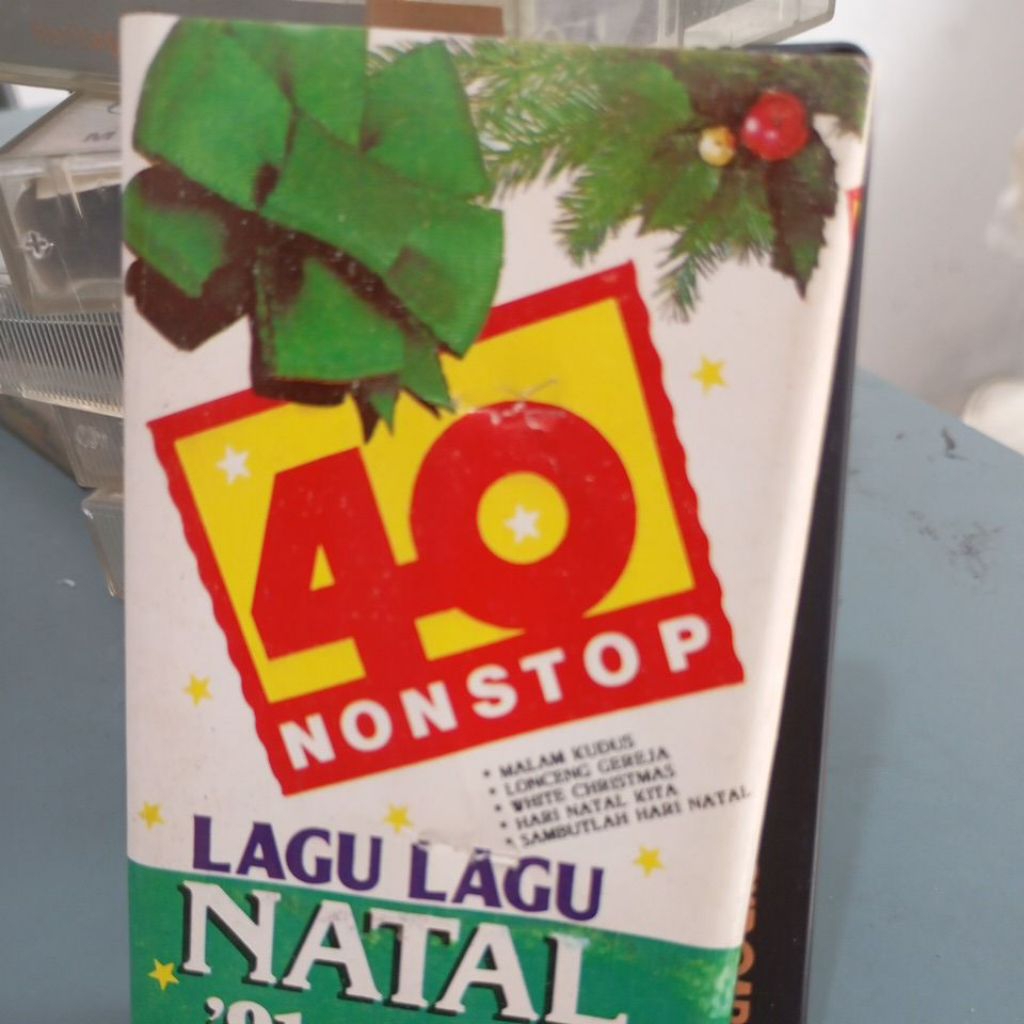 40
NONSTOP
• MALAM KUDUS
• LONCENG GEREJA
• WHITE CHRISTMAS
• HARI NATAL KITA
• SAMBUTLAH HARI NATAL
LAGU LAGU
NATAL